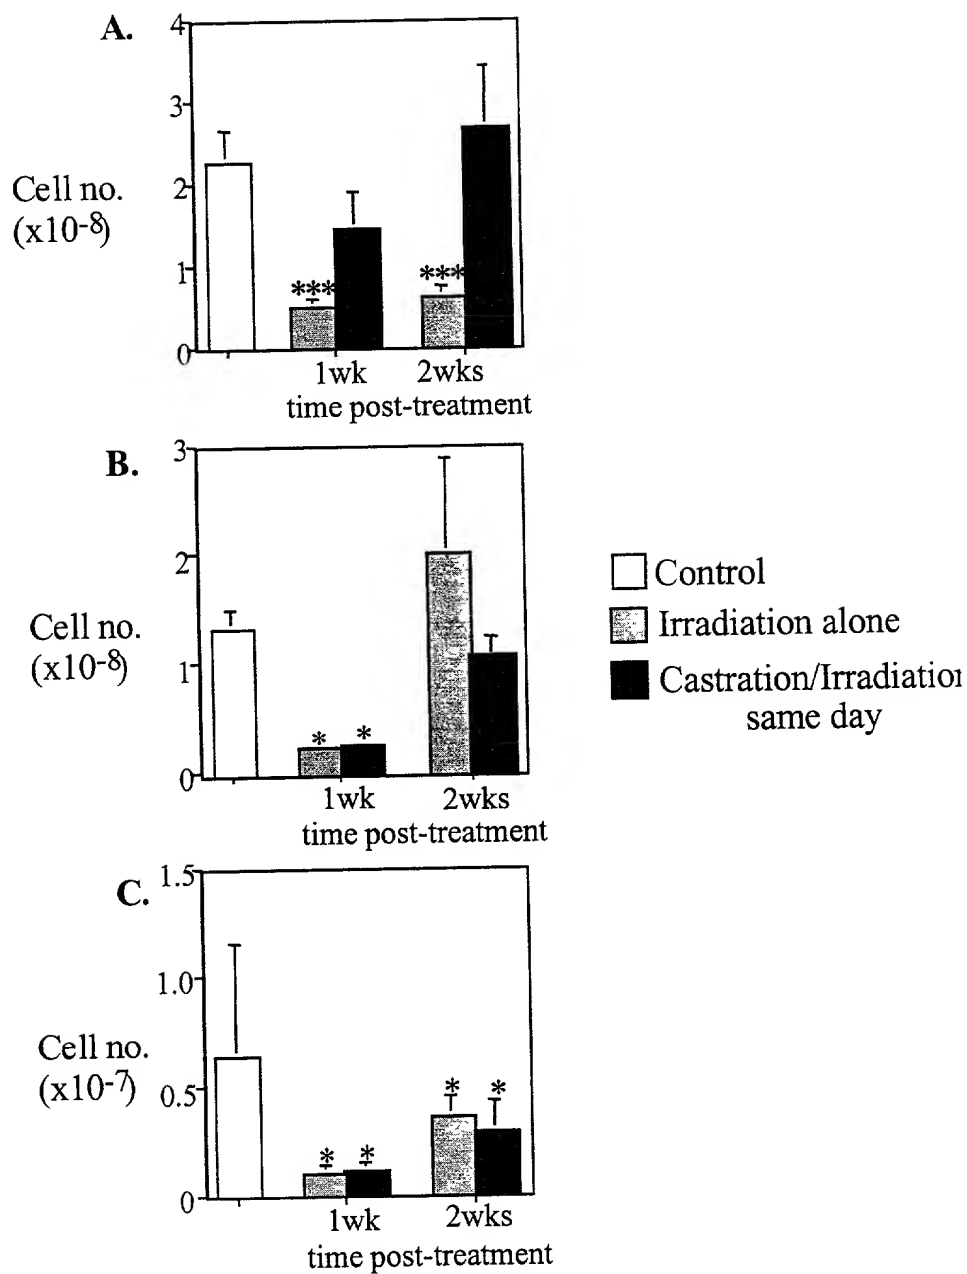 A.
4
3
2
1
0
Cell no.
(x10-8)
***
***
1wk 2wks
time post-treatment
B.
3
2
1
0
Cell no.
(x10-8)
* *
1wk 2wks
time post-treatment
Control
Irradiation alone
Castration/Irradiation
same day
C.
1.5
1.0
0.5
0
Cell no.
(x10-7)
* *
* *
1wk 2wks
time post-treatment